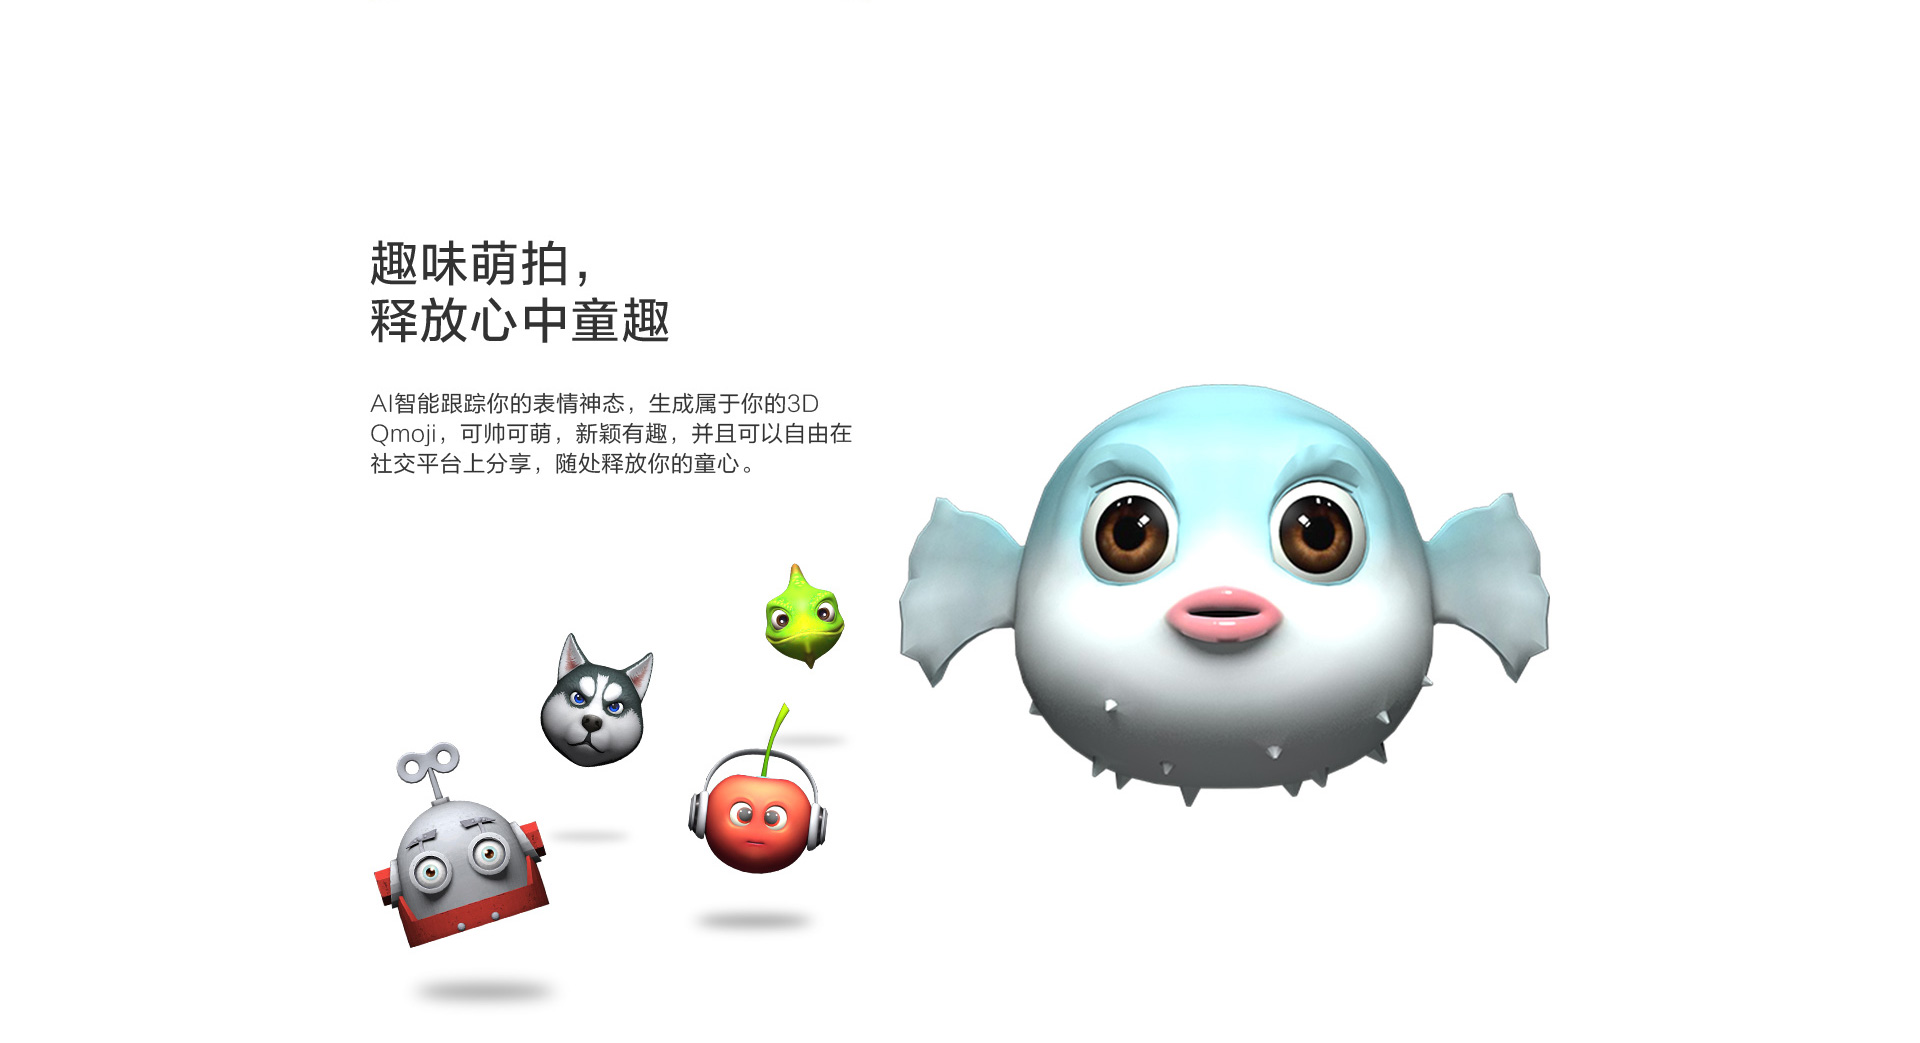 趣味萌拍，
释放心中童趣
AI智能跟踪你的表情神态，生成属于你的3D
Qmoji，可帅可萌，新颖有趣，并且可以自由在
社交平台上分享，随处释放你的童心。